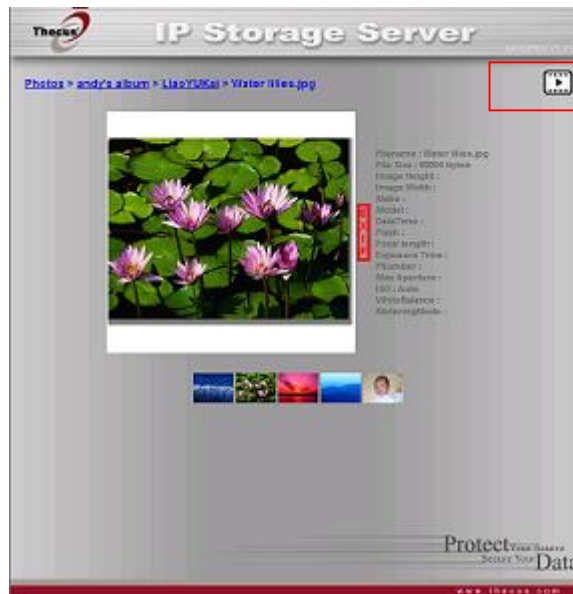 Thecus
IP Storage Server
Photos > andy's album > LiaoYUKai > Water lilies.jpg
Filename : Water lilies.jpg
File Size : bytes
Image Height :
Image Width :
Make :
Model :
DateTime :
Flash :
Focal length :
Exposure Time :
FNumber :
Max Aperture :
ISO : Auto
WhiteBalance :
MeteringMode :
Protect Your Source
Secure Your Data
www.thecus.com